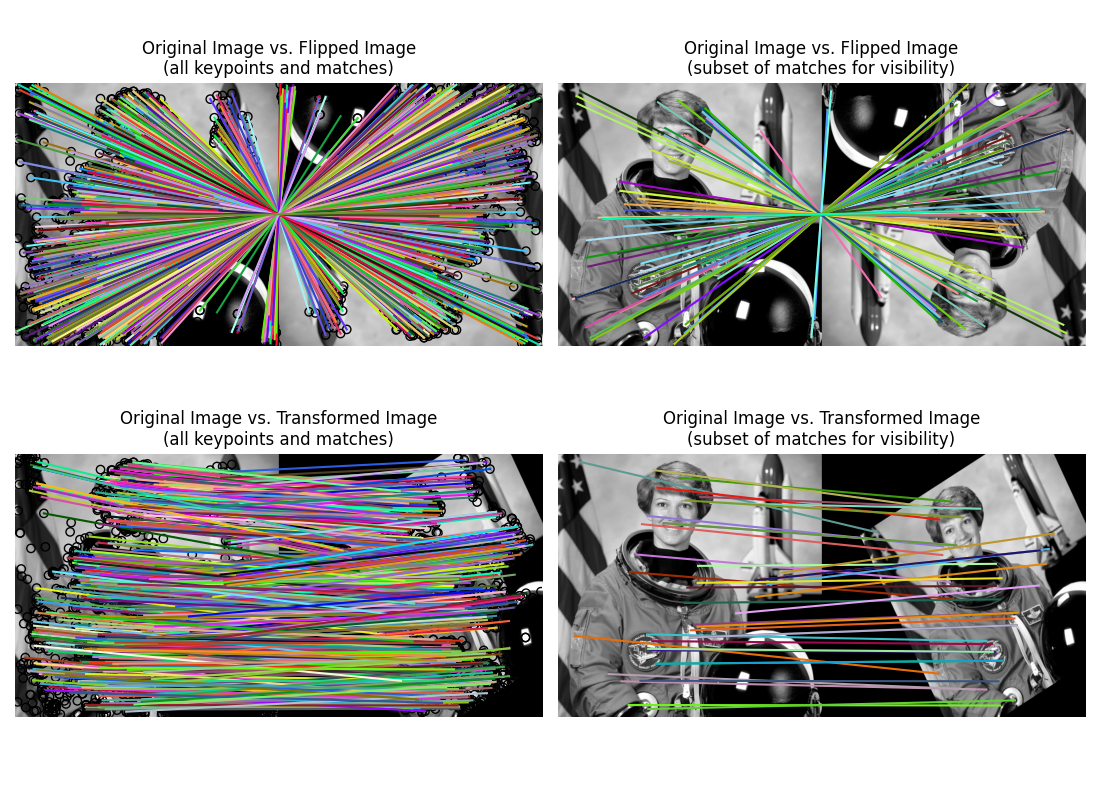 Original Image vs. Flipped Image
(all keypoints and matches)
Original Image vs. Flipped Image
(subset of matches for visibility)
Original Image vs. Transformed Image
(all keypoints and matches)
Original Image vs. Transformed Image
(subset of matches for visibility)